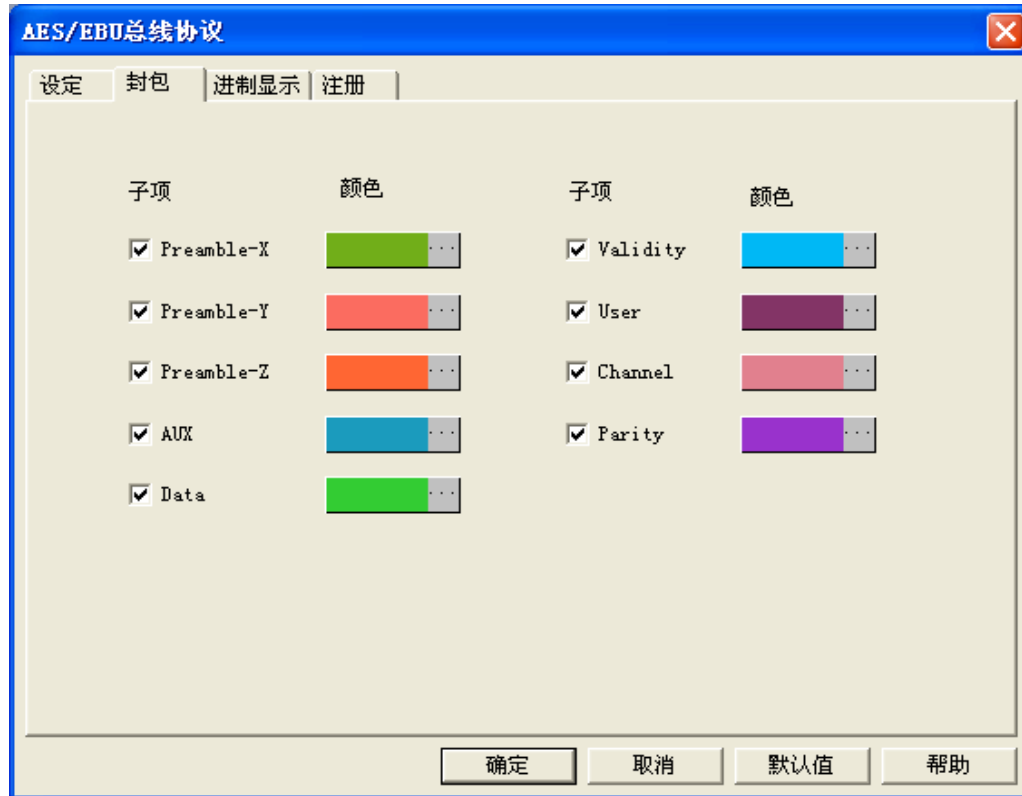 AES/EBU总线协议
设定 封包 进制显示 注册
子项 颜色 子项 颜色
Preamble-X ... Validity ...
Preamble-Y ... User ...
Preamble-Z ... Channel ...
AUX ... Parity ...
Data ...
确定 取消 默认值 帮助